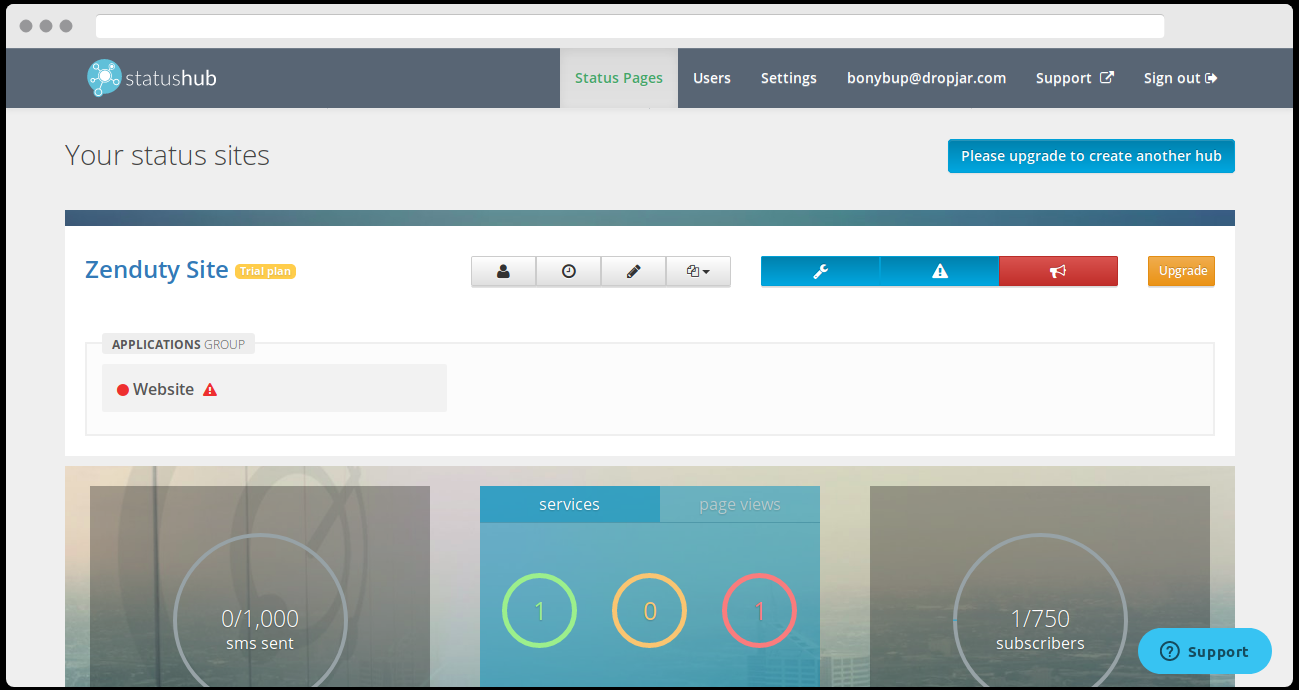 statushub
Status Pages
Users
Settings
bonybup@dropjar.com
Support
Sign out
Your status sites
Please upgrade to create another hub
Zenduty Site
Trial plan
Upgrade
APPLICATIONS GROUP
Website
services
page views
0/1,000
sms sent
1
0
1
1/750
subscribers
Support